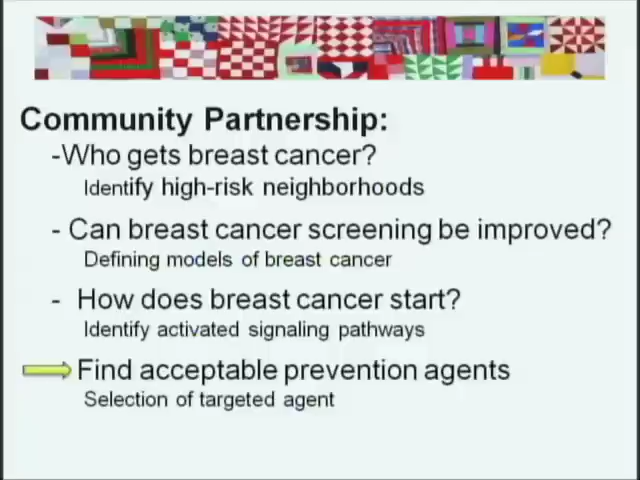 Community Partnership:
-Who gets breast cancer?
Identify high-risk neighborhoods
- Can breast cancer screening be improved?
Defining models of breast cancer
- How does breast cancer start?
Identify activated signaling pathways
Find acceptable prevention agents
Selection of targeted agent